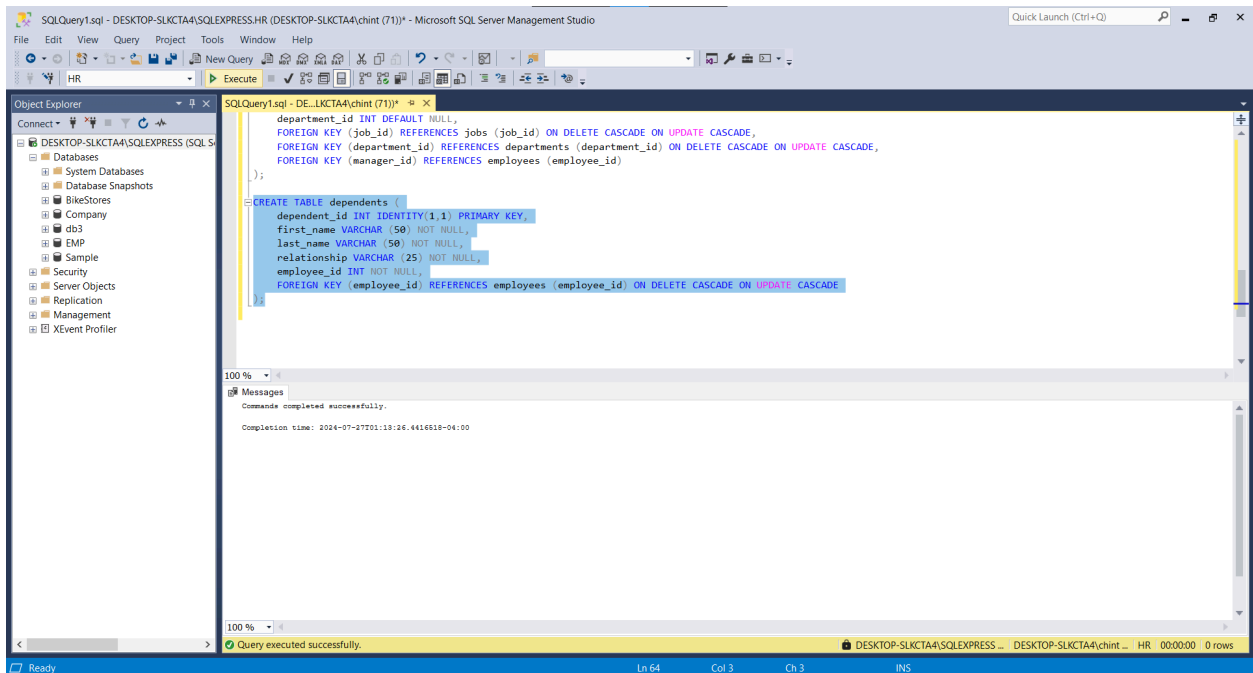 SQLQuery1.sql - DESKTOP-SLKCTA4\SQLEXPRESS.HR (DESKTOP-SLKCTA4\chint (71))* - Microsoft SQL Server Management Studio
Quick Launch (Ctrl+Q)
File Edit View Query Project Tools Window Help
New Query
HR
Execute
Object Explorer
SQLQuery1.sql - DE...LKCTA4\chint (71))*
Connect
DESKTOP-SLKCTA4\SQLEXPRESS (SQL S
Databases
System Databases
Database Snapshots
BikeStores
Company
db3
EMP
Sample
Security
Server Objects
Replication
Management
XEvent Profiler
department_id INT DEFAULT NULL,
FOREIGN KEY (job_id) REFERENCES jobs (job_id) ON DELETE CASCADE ON UPDATE CASCADE,
FOREIGN KEY (department_id) REFERENCES departments (department_id) ON DELETE CASCADE ON UPDATE CASCADE,
FOREIGN KEY (manager_id) REFERENCES employees (employee_id)
);
CREATE TABLE dependents (
dependent_id INT IDENTITY(1,1) PRIMARY KEY,
first_name VARCHAR (50) NOT NULL,
last_name VARCHAR (50) NOT NULL,
relationship VARCHAR (25) NOT NULL,
employee_id INT NOT NULL,
FOREIGN KEY (employee_id) REFERENCES employees (employee_id) ON DELETE CASCADE ON UPDATE CASCADE
);
100 %
Messages
Commands completed successfully.
Completion time: 2024-07-27T01:13:26.4416518-04:00
100 %
Query executed successfully.
DESKTOP-SLKCTA4\SQLEXPRESS ... DESKTOP-SLKCTA4\chint ... HR 00:00:00 0 rows
Ready Ln 64 Col 3 Ch 3 INS